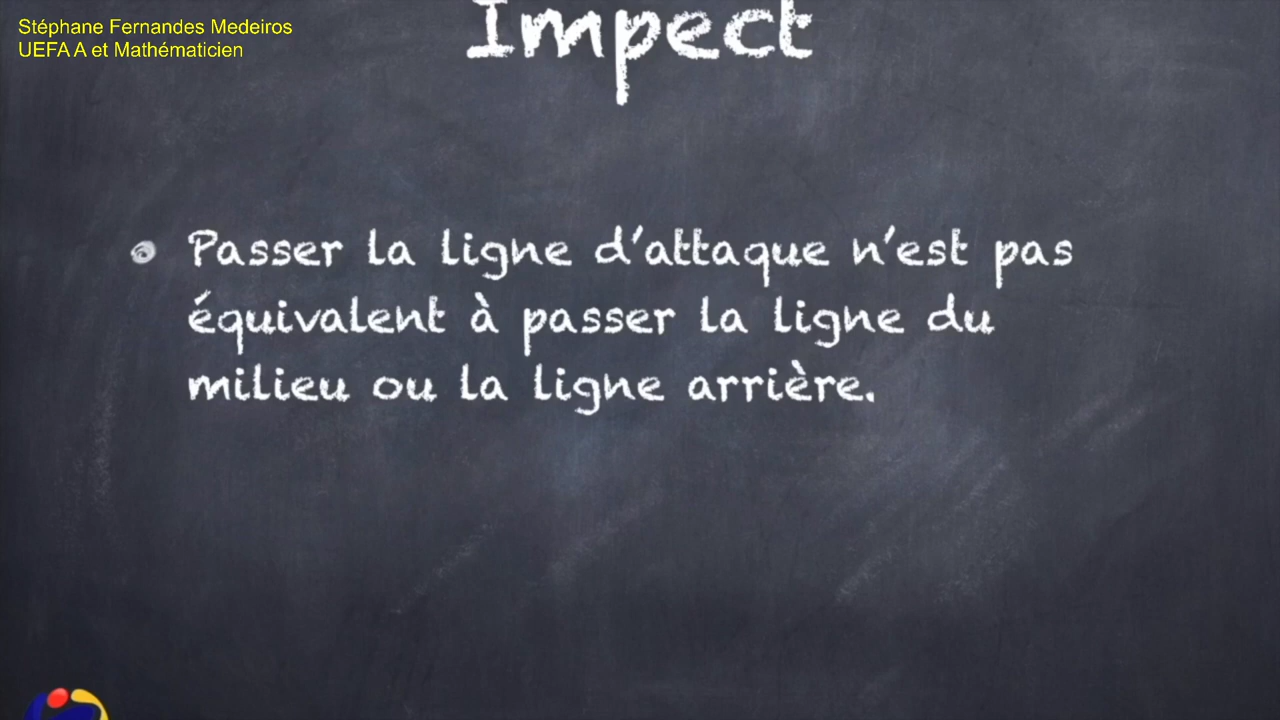 Stéphane Fernandes Medeiros
UEFA A et Mathématicien
Impect
Passer la ligne d'attaque n'est pas
équivalent à passer la ligne du
milieu ou la ligne arrière.